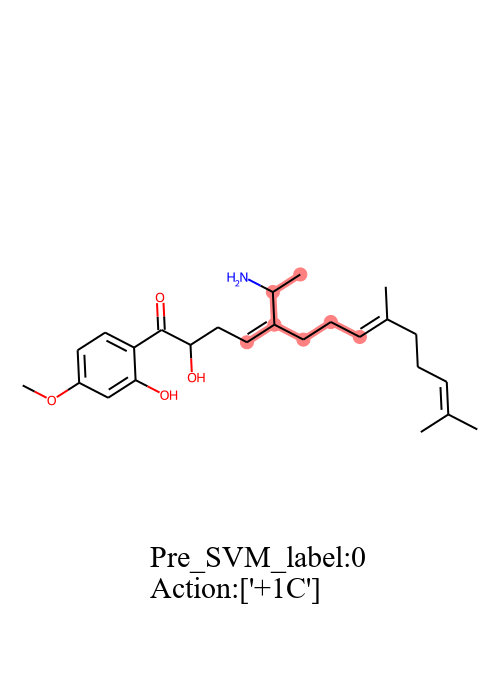 H₂N
O
OH
OH
O
Pre_SVM_label:0
Action:['+1C']